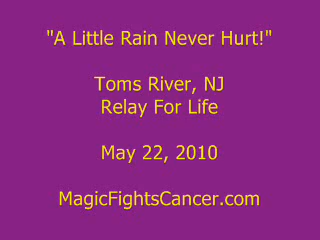 "A Little Rain Never Hurt!"
Toms River, NJ
Relay For Life
May 22, 2010
MagicFightsCancer.com